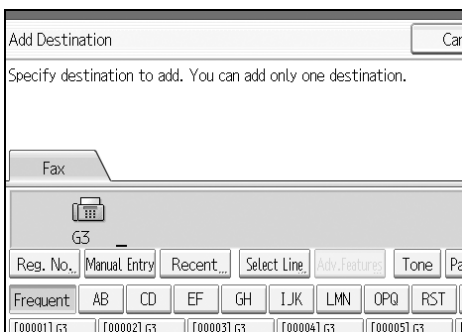 Add Destination
Specify destination to add. You can add only one destination.
Fax
G3 _
Reg. No. Manual Entry Recent Select Line Adv.Features Tone
Frequent AB CD EF GH IJK LMN OPQ RST
[00001] G3 [00002] G3 [00003] G3 [00004] G3 [00005] G3